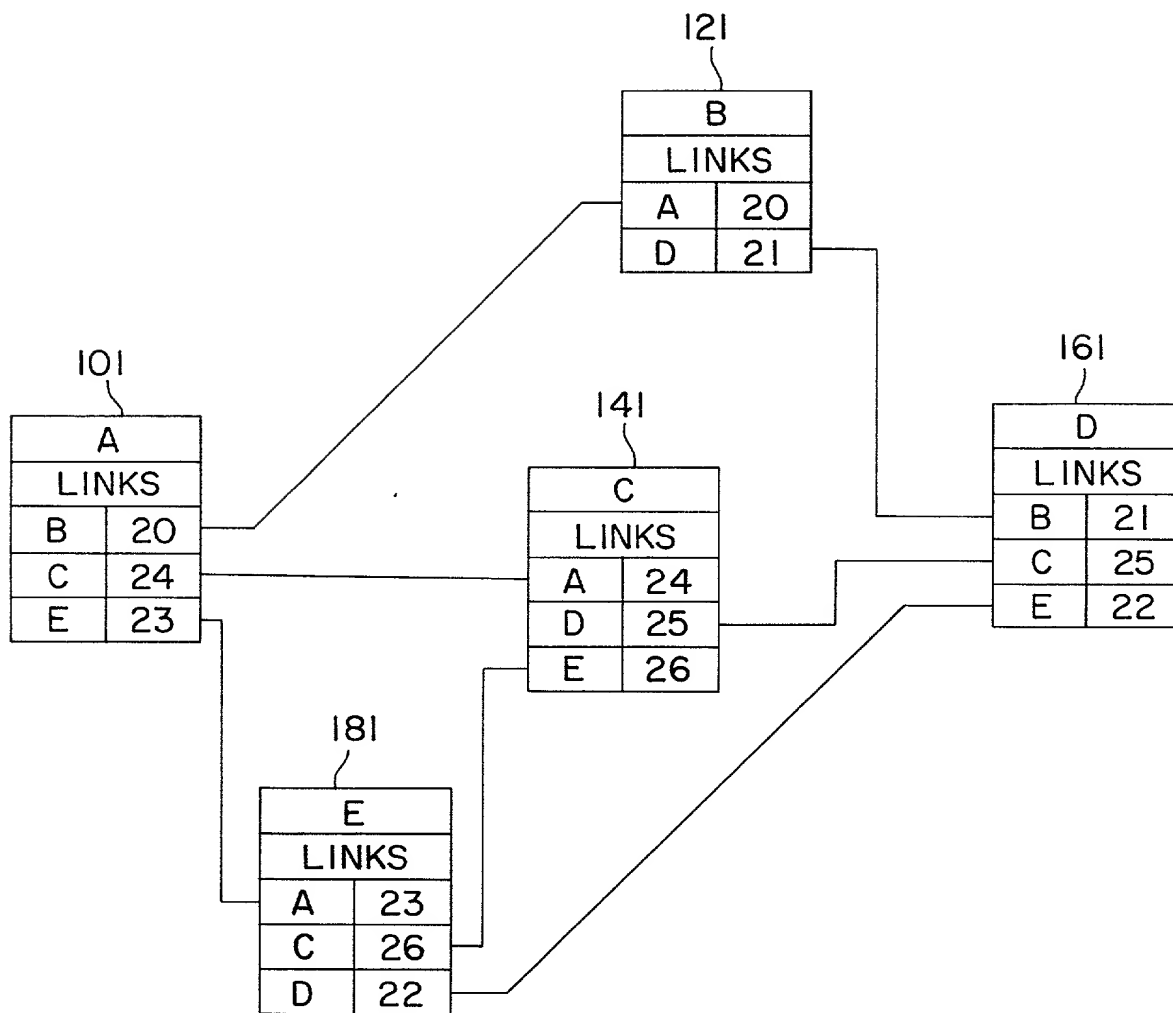 121
B
LINKS
A 20
D 21
101
A
LINKS
B 20
C 24
E 23
141
C
LINKS
A 24
D 25
E 26
161
D
LINKS
B 21
C 25
E 22
181
E
LINKS
A 23
C 26
D 22